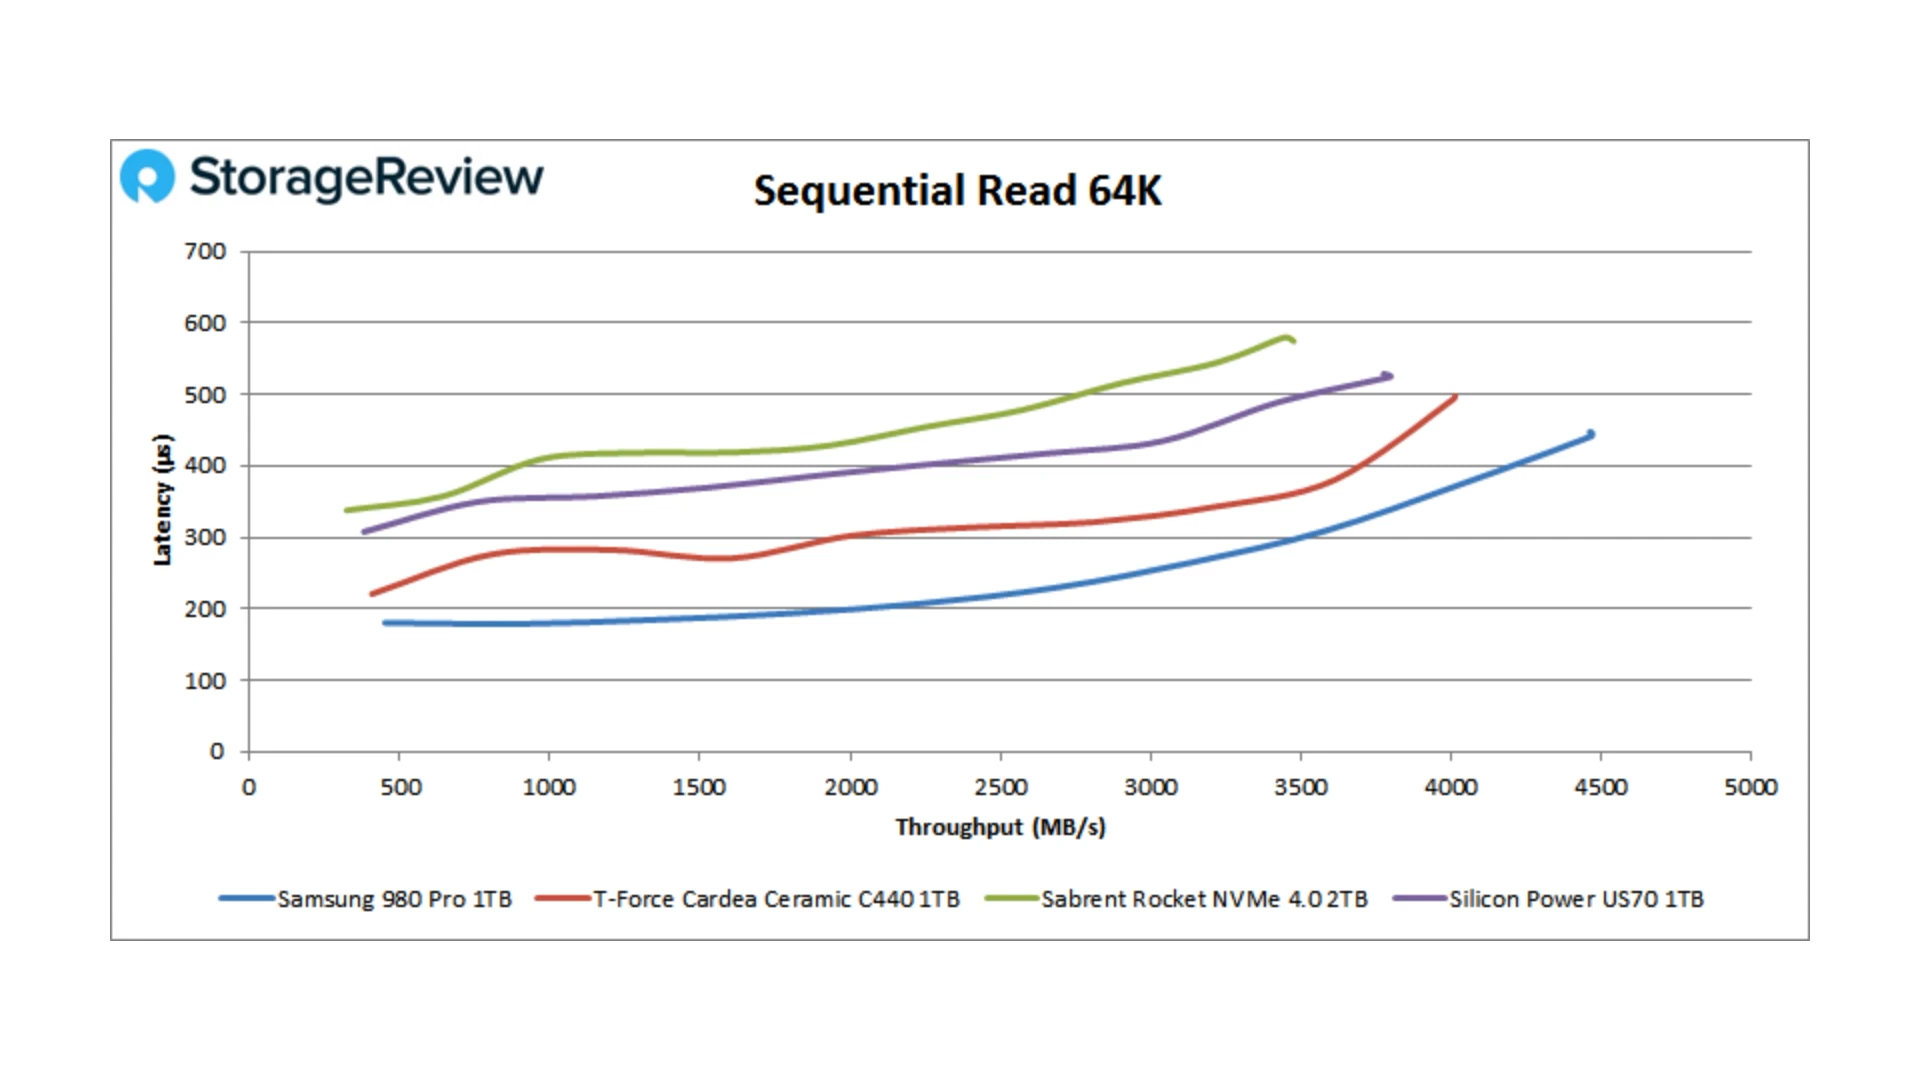 StorageReview
Sequential Read 64K
700
600
500
400
300
200
100
0
Latency (µs)
0 500 1000 1500 2000 2500 3000 3500 4000 4500 5000
Throughput (MB/s)
Samsung 980 Pro 1TB T-Force Cardea Ceramic C440 1TB Sabrent Rocket NVMe 4.0 2TB Silicon Power US70 1TB